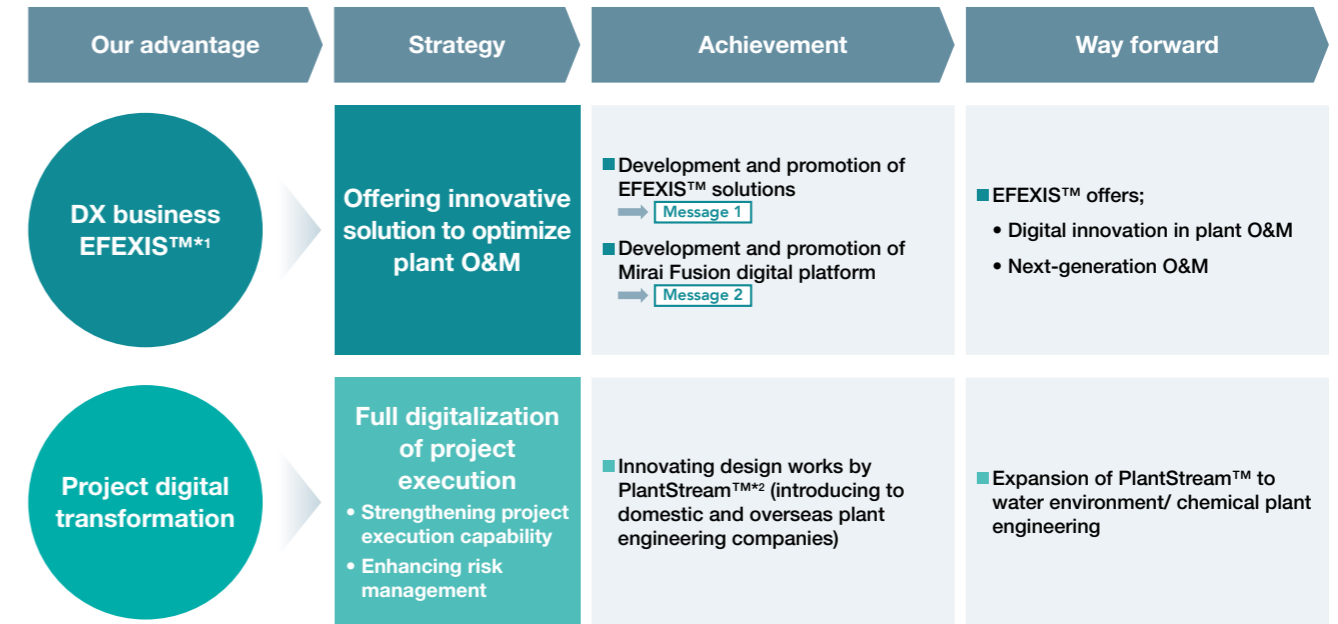 Our advantage
Strategy
Achievement
Way forward
DX business
EFEXIS™*1
Offering innovative
solution to optimize
plant O&M
■Development and promotion of
EFEXIS™ solutions
Message 1
■Development and promotion of
Mirai Fusion digital platform
Message 2
■EFEXIS™ offers;
• Digital innovation in plant O&M
• Next-generation O&M
Project digital
transformation
Full digitalization
of project
execution
• Strengthening project
execution capability
• Enhancing risk
management
■Innovating design works by
PlantStream™*2 (introducing to
domestic and overseas plant
engineering companies)
■Expansion of PlantStream™ to
water environment/ chemical plant
engineering